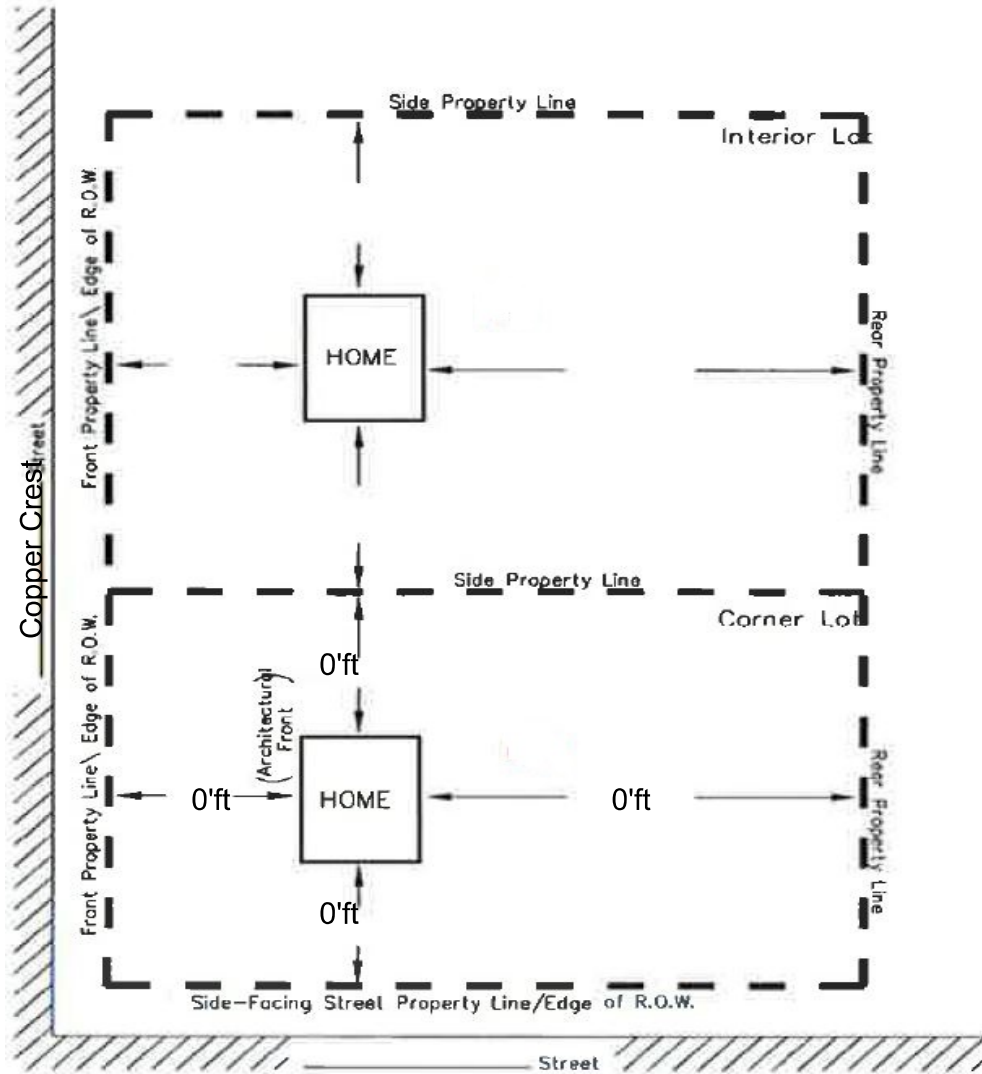 Side Property Line
Interior Lot
Front Property Line\ Edge of R.O.W.
HOME
Rear Property Line
Street
Copper Crest
Side Property Line
Corner Lot
0'ft
(Architectural
Front)
Front Property Line\ Edge of R.O.W.
0'ft
HOME
0'ft
Rear Property Line
0'ft
Side-Facing Street Property Line/Edge of R.O.W.
Street